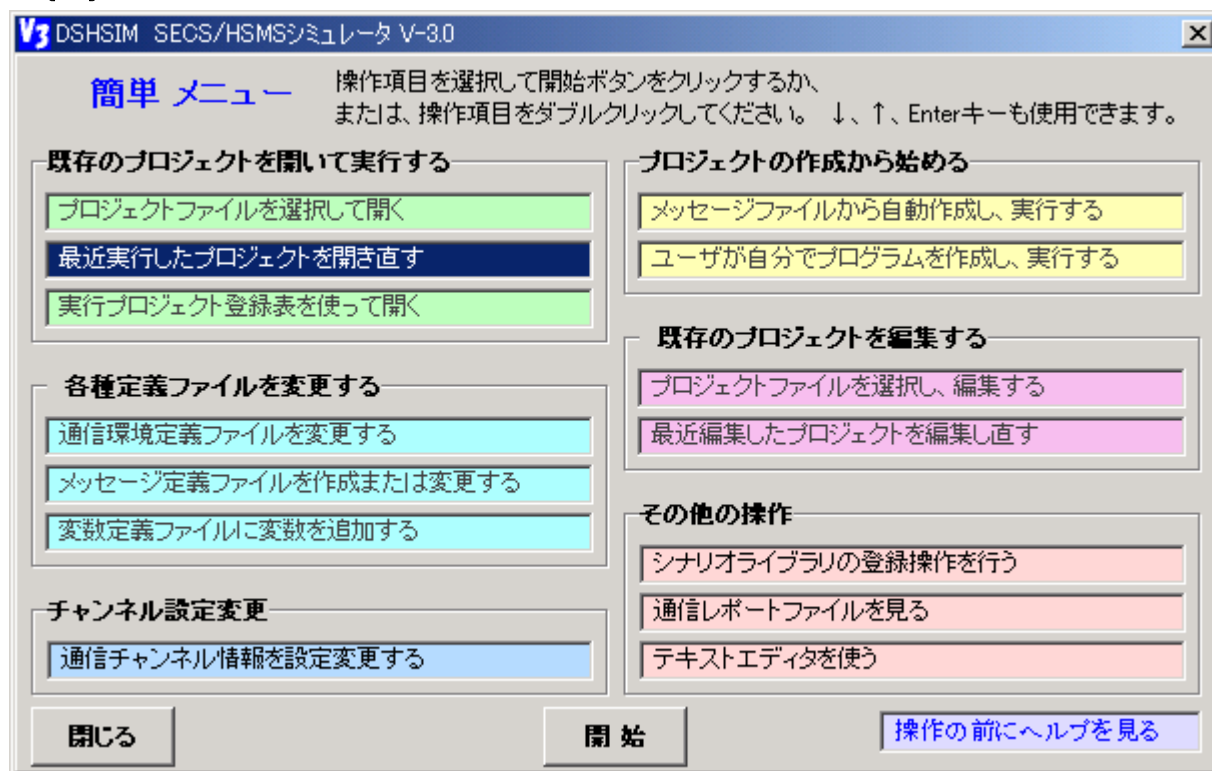 V3 DSHSIM SECS/HSMSシミュレータ V-3.0
簡単 メニュー
操作項目を選択して開始ボタンをクリックするか、
または、操作項目をダブルクリックしてください。 ↓、↑、Enterキーも使用できます。
既存のプロジェクトを開いて実行する
プロジェクトファイルを選択して開く
最近実行したプロジェクトを開き直す
実行プロジェクト登録表を使って開く
各種定義ファイルを変更する
通信環境定義ファイルを変更する
メッセージ定義ファイルを作成または変更する
変数定義ファイルに変数を追加する
チャンネル設定変更
通信チャンネル情報を設定変更する
プロジェクトの作成から始める
メッセージファイルから自動作成し、実行する
ユーザが自分でプログラムを作成し、実行する
既存のプロジェクトを編集する
プロジェクトファイルを選択し、編集する
最近編集したプロジェクトを編集し直す
その他の操作
シナリオライブラリの登録操作を行う
通信レポートファイルを見る
テキストエディタを使う
閉じる
開 始
操作の前にヘルプを見る